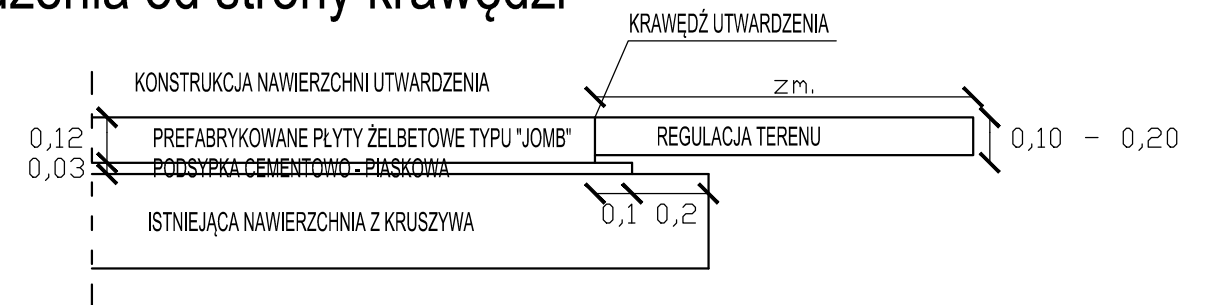 od strony krawędzi
KRAWĘDŹ UTWARDZENIA
KONSTRUKCJA NAWIERZCHNI UTWARDZENIA
zm.
0,12
PREFABRYKOWANE PŁYTY ŻELBETOWE TYPU "JOMB"
REGULACJA TERENU
0,10 - 0,20
0,03
PODSYPKA CEMENTOWO - PIASKOWA
0,1 0,2
ISTNIEJĄCA NAWIERZCHNIA Z KRUSZYWA